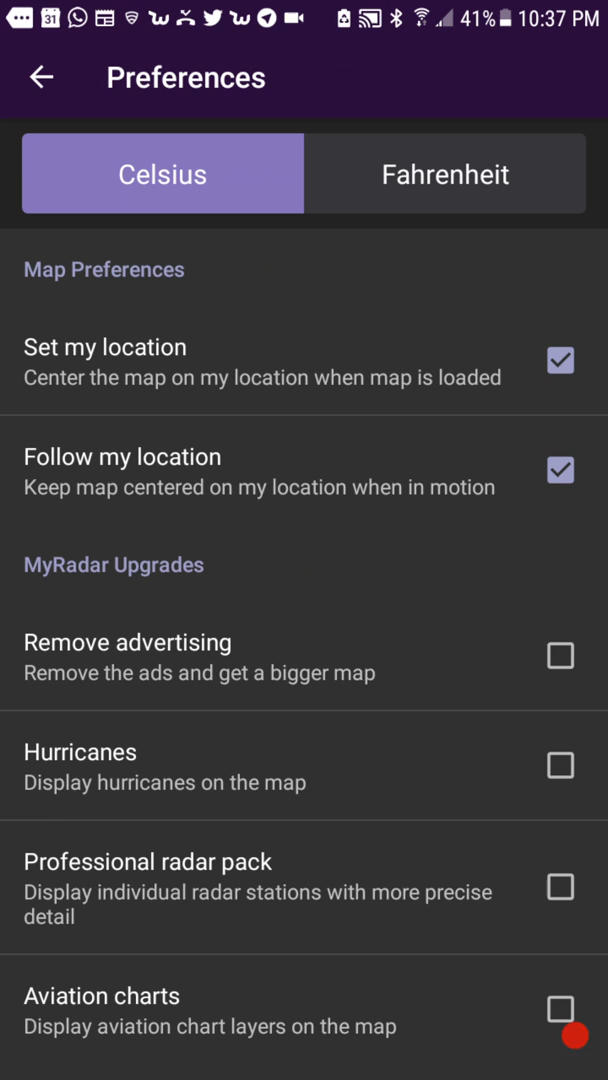 31 41% 10:37 PM
Preferences
Celsius Fahrenheit
Map Preferences
Set my location
Center the map on my location when map is loaded
Follow my location
Keep map centered on my location when in motion
MyRadar Upgrades
Remove advertising
Remove the ads and get a bigger map
Hurricanes
Display hurricanes on the map
Professional radar pack
Display individual radar stations with more precise
detail
Aviation charts
Display aviation chart layers on the map